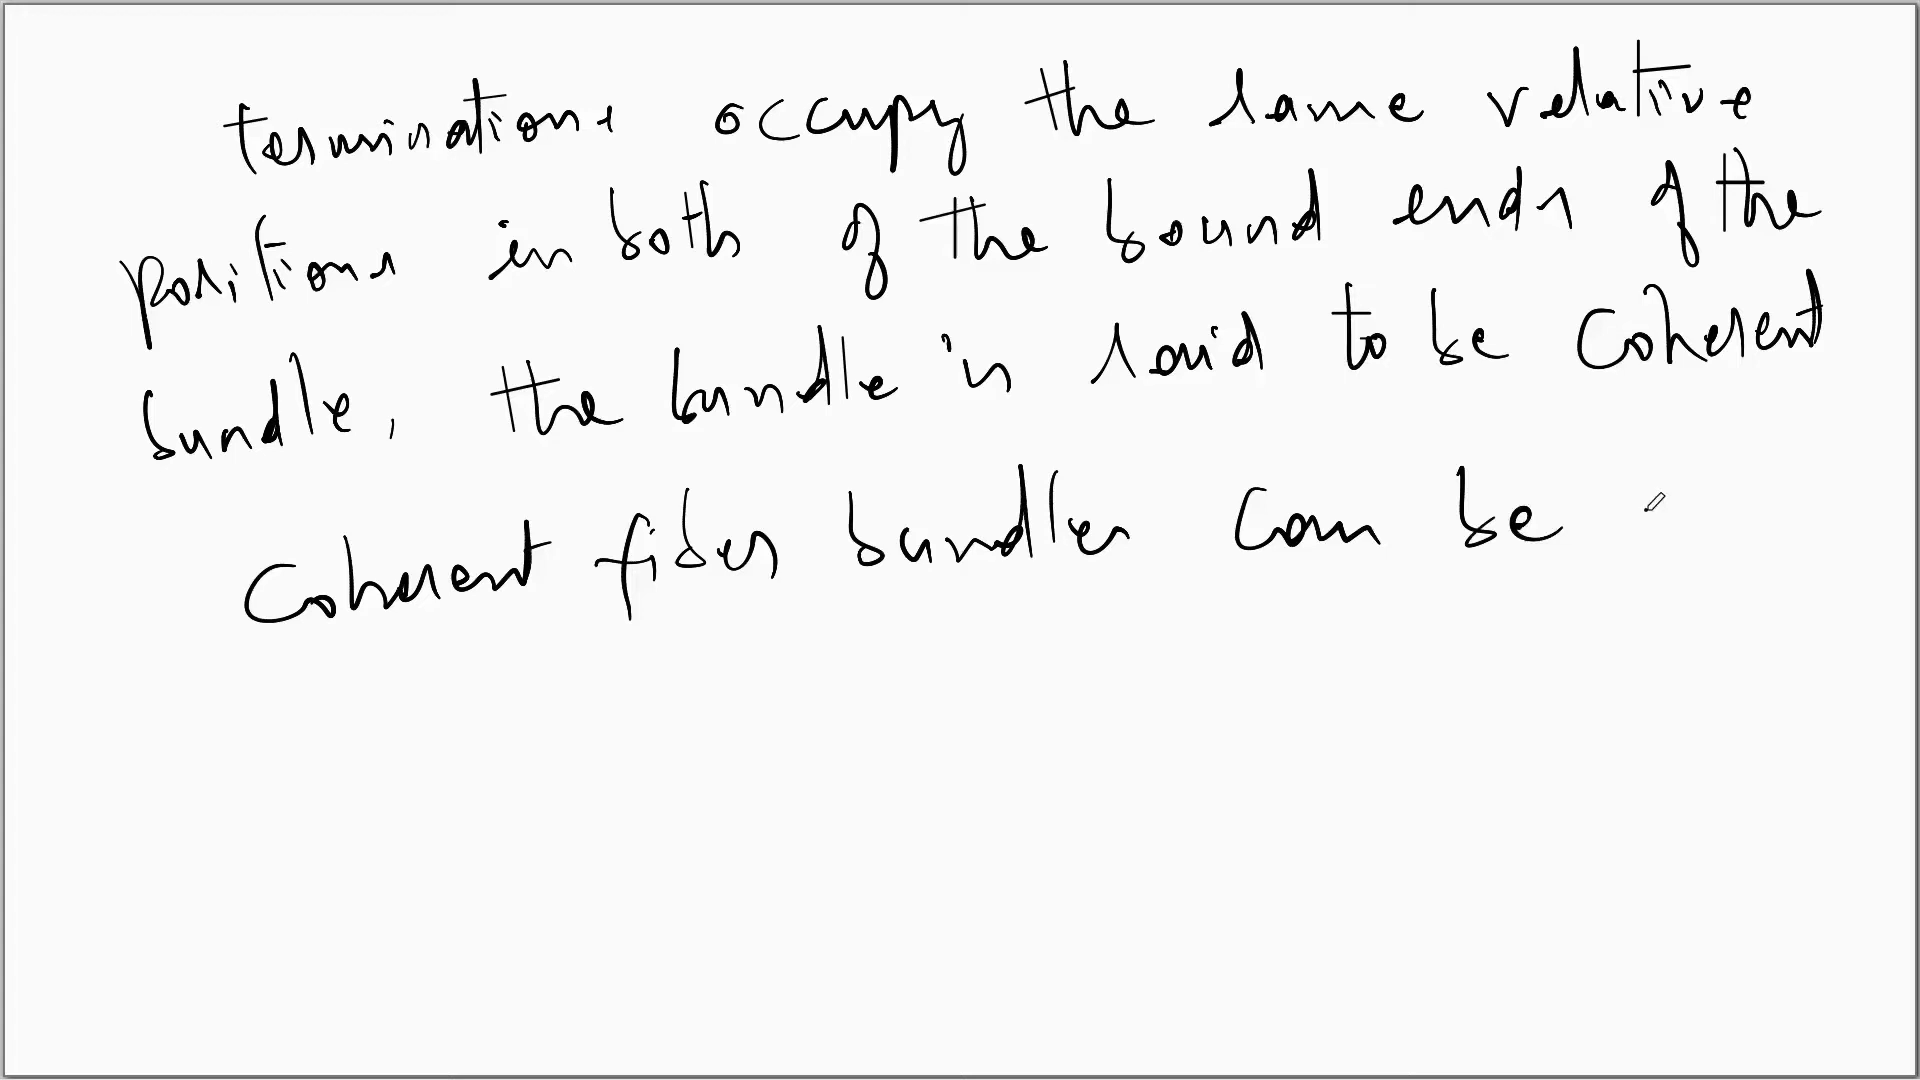 terminations occupy the same relative
positions in both of the bound ends of the
bundle, the bundle is said to be coherent
Coherent fiber bundles can be